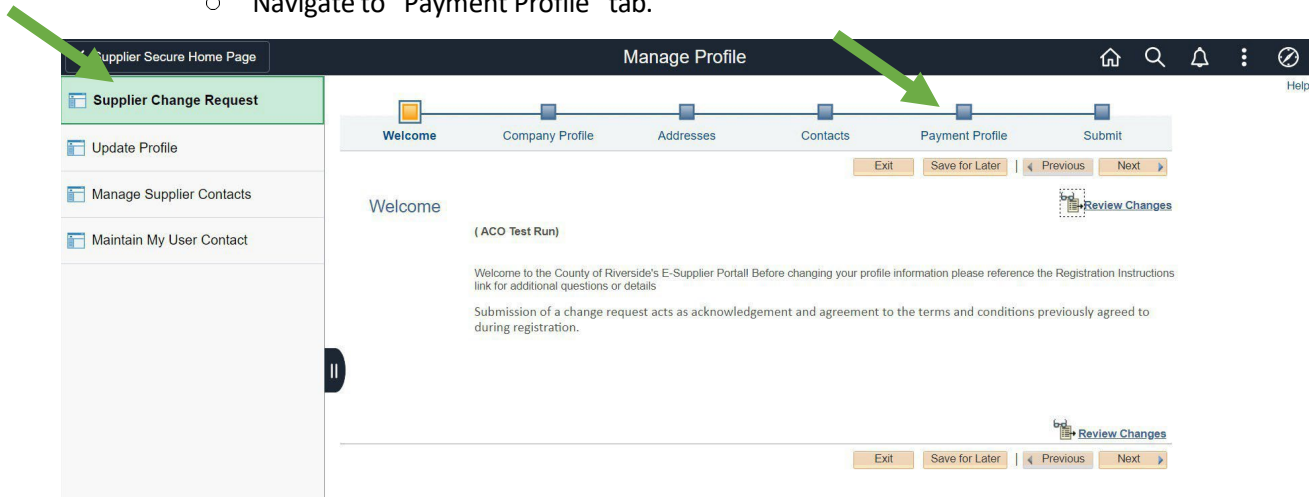 Navigate to "Payment Profile" tab.
Supplier Secure Home Page
Manage Profile
Help
Supplier Change Request
Update Profile
Manage Supplier Contacts
Maintain My User Contact
Welcome
Company Profile
Addresses
Contacts
Payment Profile
Submit
Exit
Save for Later
|
Previous
Next
Welcome
Review Changes
( ACO Test Run)
Welcome to the County of Riverside's E-Supplier Portall Before changing your profile information please reference the Registration Instructions
link for additional questions or details
Submission of a change request acts as acknowledgement and agreement to the terms and conditions previously agreed to
during registration.
Review Changes
Exit
Save for Later
|
Previous
Next